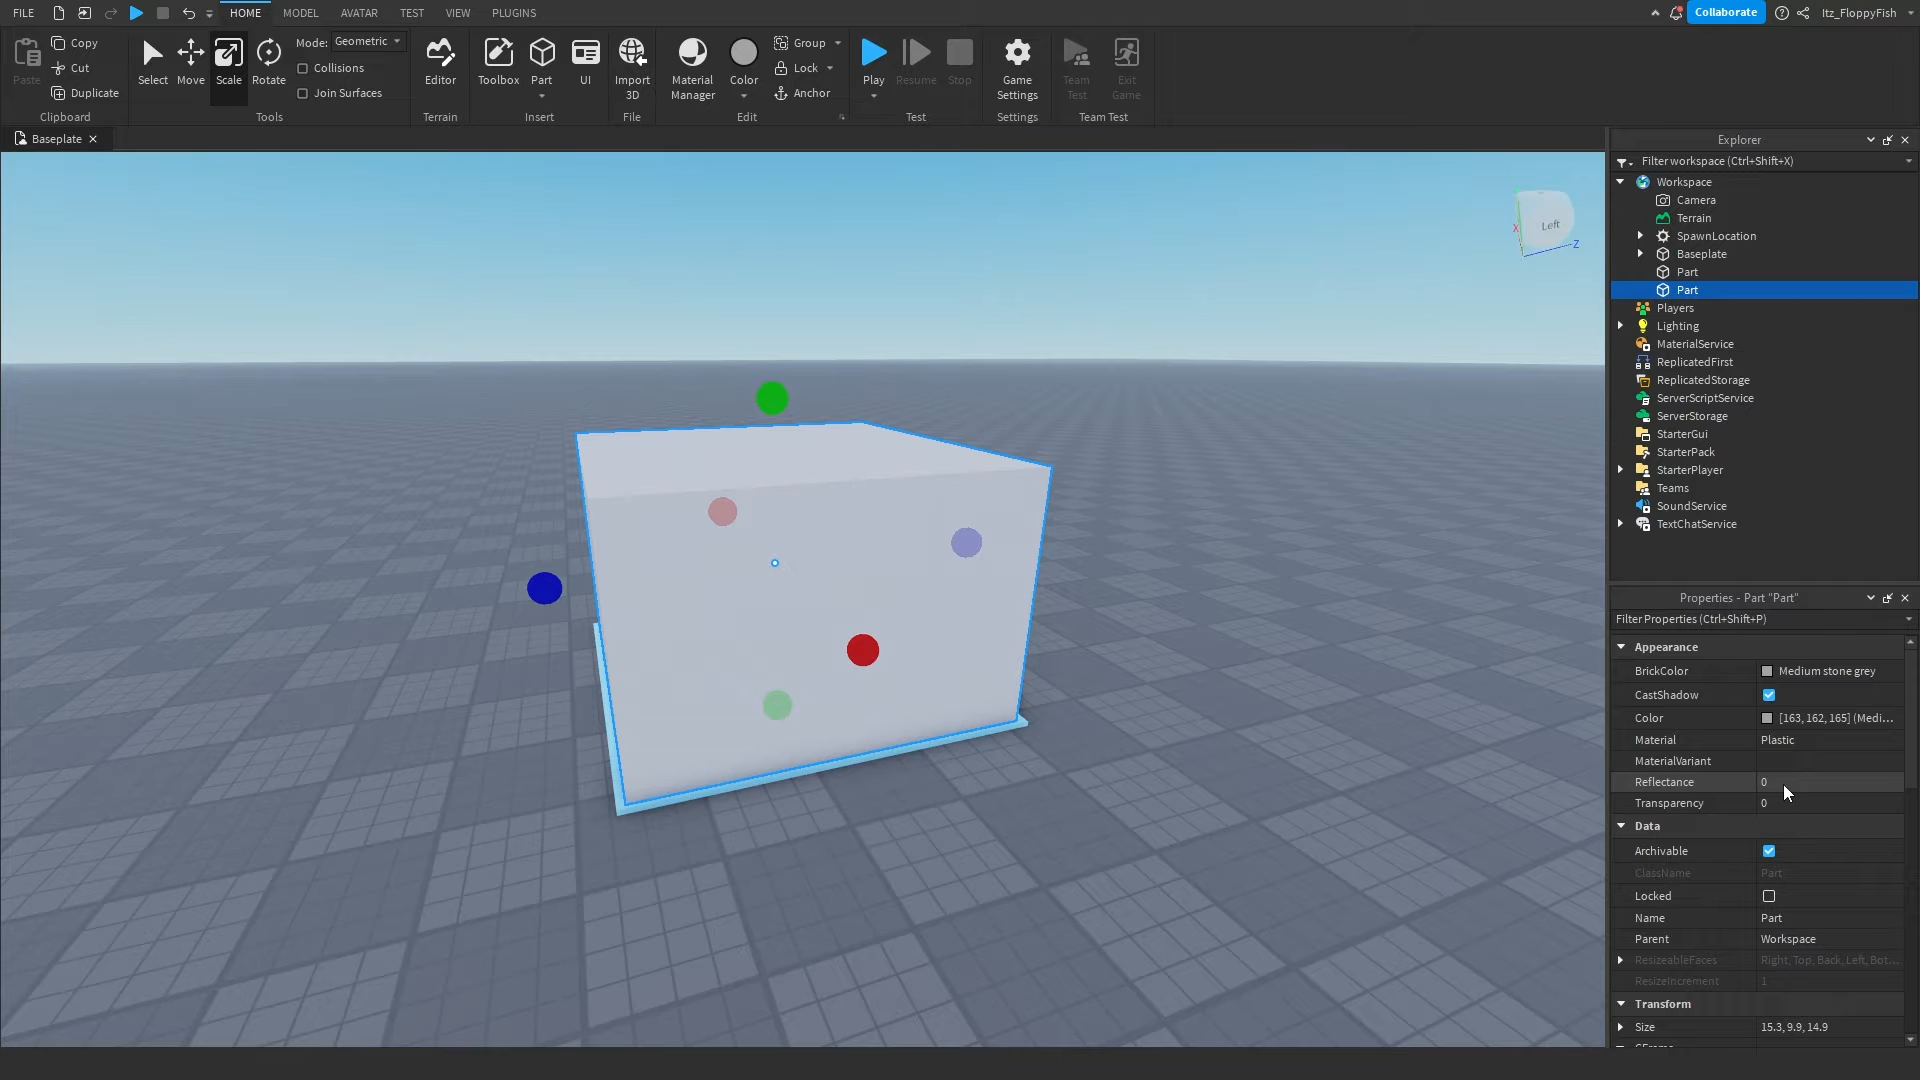 FILE HOME MODEL AVATAR TEST VIEW PLUGINS Collaborate Itz_FloppyFish
Paste Copy Cut Duplicate Clipboard
Select Move Scale Rotate Mode: Geometric Collisions Join Surfaces Tools
Editor Terrain
Toolbox Part UI Insert
Import 3D File
Material Manager Color Group Lock Anchor Edit
Play Resume Stop Test
Game Settings Settings
Team Test Exit Game Team Test
Baseplate
Left
X
Z
Explorer
Filter workspace (Ctrl+Shift+X)
Workspace
Camera
Terrain
SpawnLocation
Baseplate
Part
Part
Players
Lighting
MaterialService
ReplicatedFirst
ReplicatedStorage
ServerScriptService
ServerStorage
StarterGui
StarterPack
StarterPlayer
Teams
SoundService
TextChatService
Properties - Part "Part"
Filter Properties (Ctrl+Shift+P)
Appearance
BrickColor Medium stone grey
CastShadow
Color [163, 162, 165] (Medi...
Material Plastic
MaterialVariant
Reflectance 0
Transparency 0
Data
Archivable
ClassName Part
Locked
Name Part
Parent Workspace
ResizeableFaces Right, Top, Back, Left, Bot...
ResizeIncrement 1
Transform
Size 15.3, 9.9, 14.9